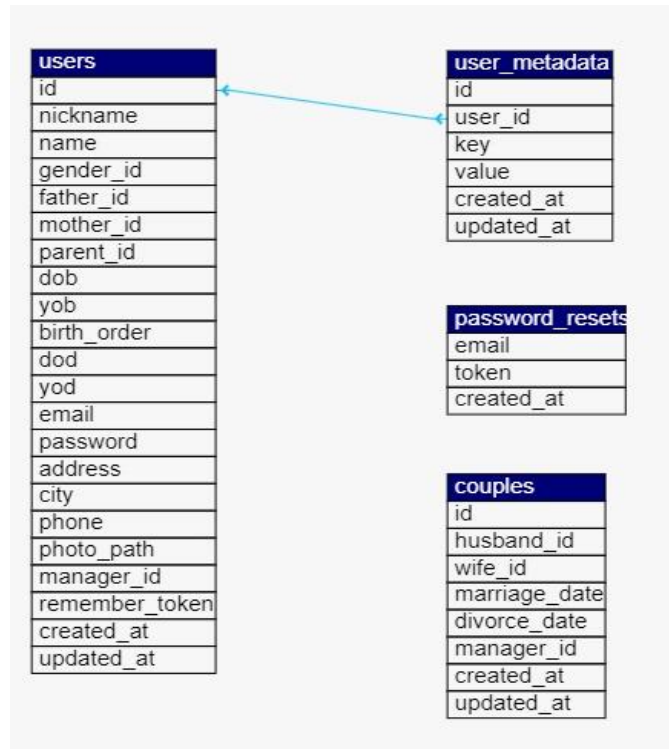 users
id
nickname
name
gender_id
father_id
mother_id
parent_id
dob
yob
birth_order
dod
yod
email
password
address
city
phone
photo_path
manager_id
remember_token
created_at
updated_at
user_metadata
id
user_id
key
value
created_at
updated_at
password_resets
email
token
created_at
couples
id
husband_id
wife_id
marriage_date
divorce_date
manager_id
created_at
updated_at